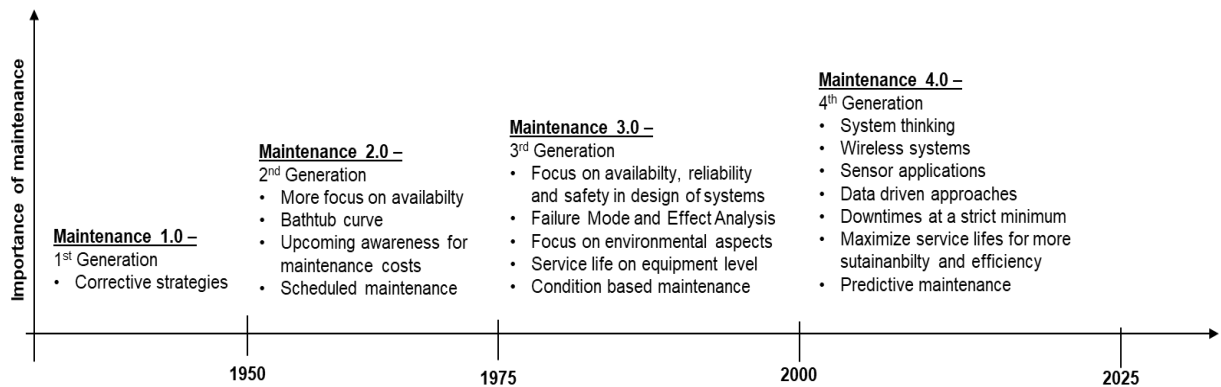 Importance of maintenance
Maintenance 1.0 –
1st Generation
• Corrective strategies
Maintenance 2.0 –
2nd Generation
• More focus on availabilty
• Bathtub curve
• Upcoming awareness for
maintenance costs
• Scheduled maintenance
Maintenance 3.0 –
3rd Generation
• Focus on availabilty, reliability
and safety in design of systems
• Failure Mode and Effect Analysis
• Focus on environmental aspects
• Service life on equipment level
• Condition based maintenance
Maintenance 4.0 –
4th Generation
• System thinking
• Wireless systems
• Sensor applications
• Data driven approaches
• Downtimes at a strict minimum
• Maximize service lifes for more
sutainanbilty and efficiency
• Predictive maintenance
1950
1975
2000
2025